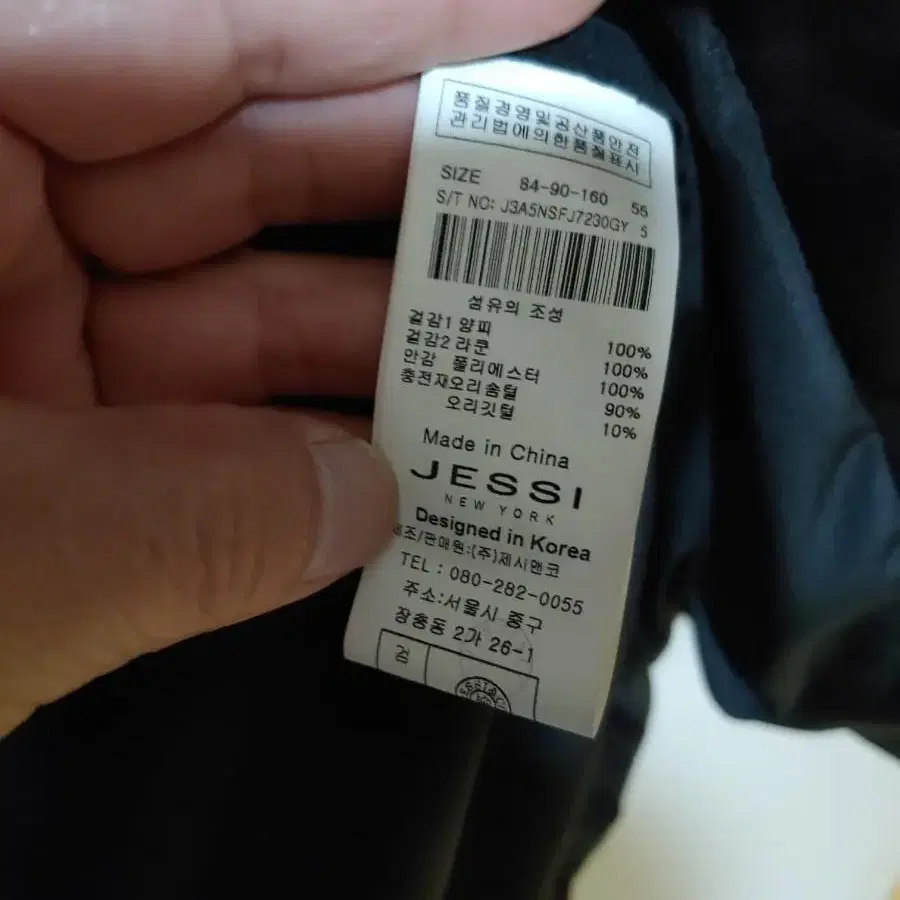 품질경영및공산품안전
관리법에의한품질표시
SIZE 84-90-160 55
S/T NO: J3A5NSFJ7230GY 5
섬유의 조성
겉감1 양피 100%
겉감2 라쿤 100%
안감 폴리에스터 100%
충전재오리솜털 90%
오리깃털 10%
Made in China
JESSI
NEW YORK
Designed in Korea
제조/판매원:(주)제시앤코
TEL : 080-282-0055
주소:서울시 중구
장충동 2가 26-1
검